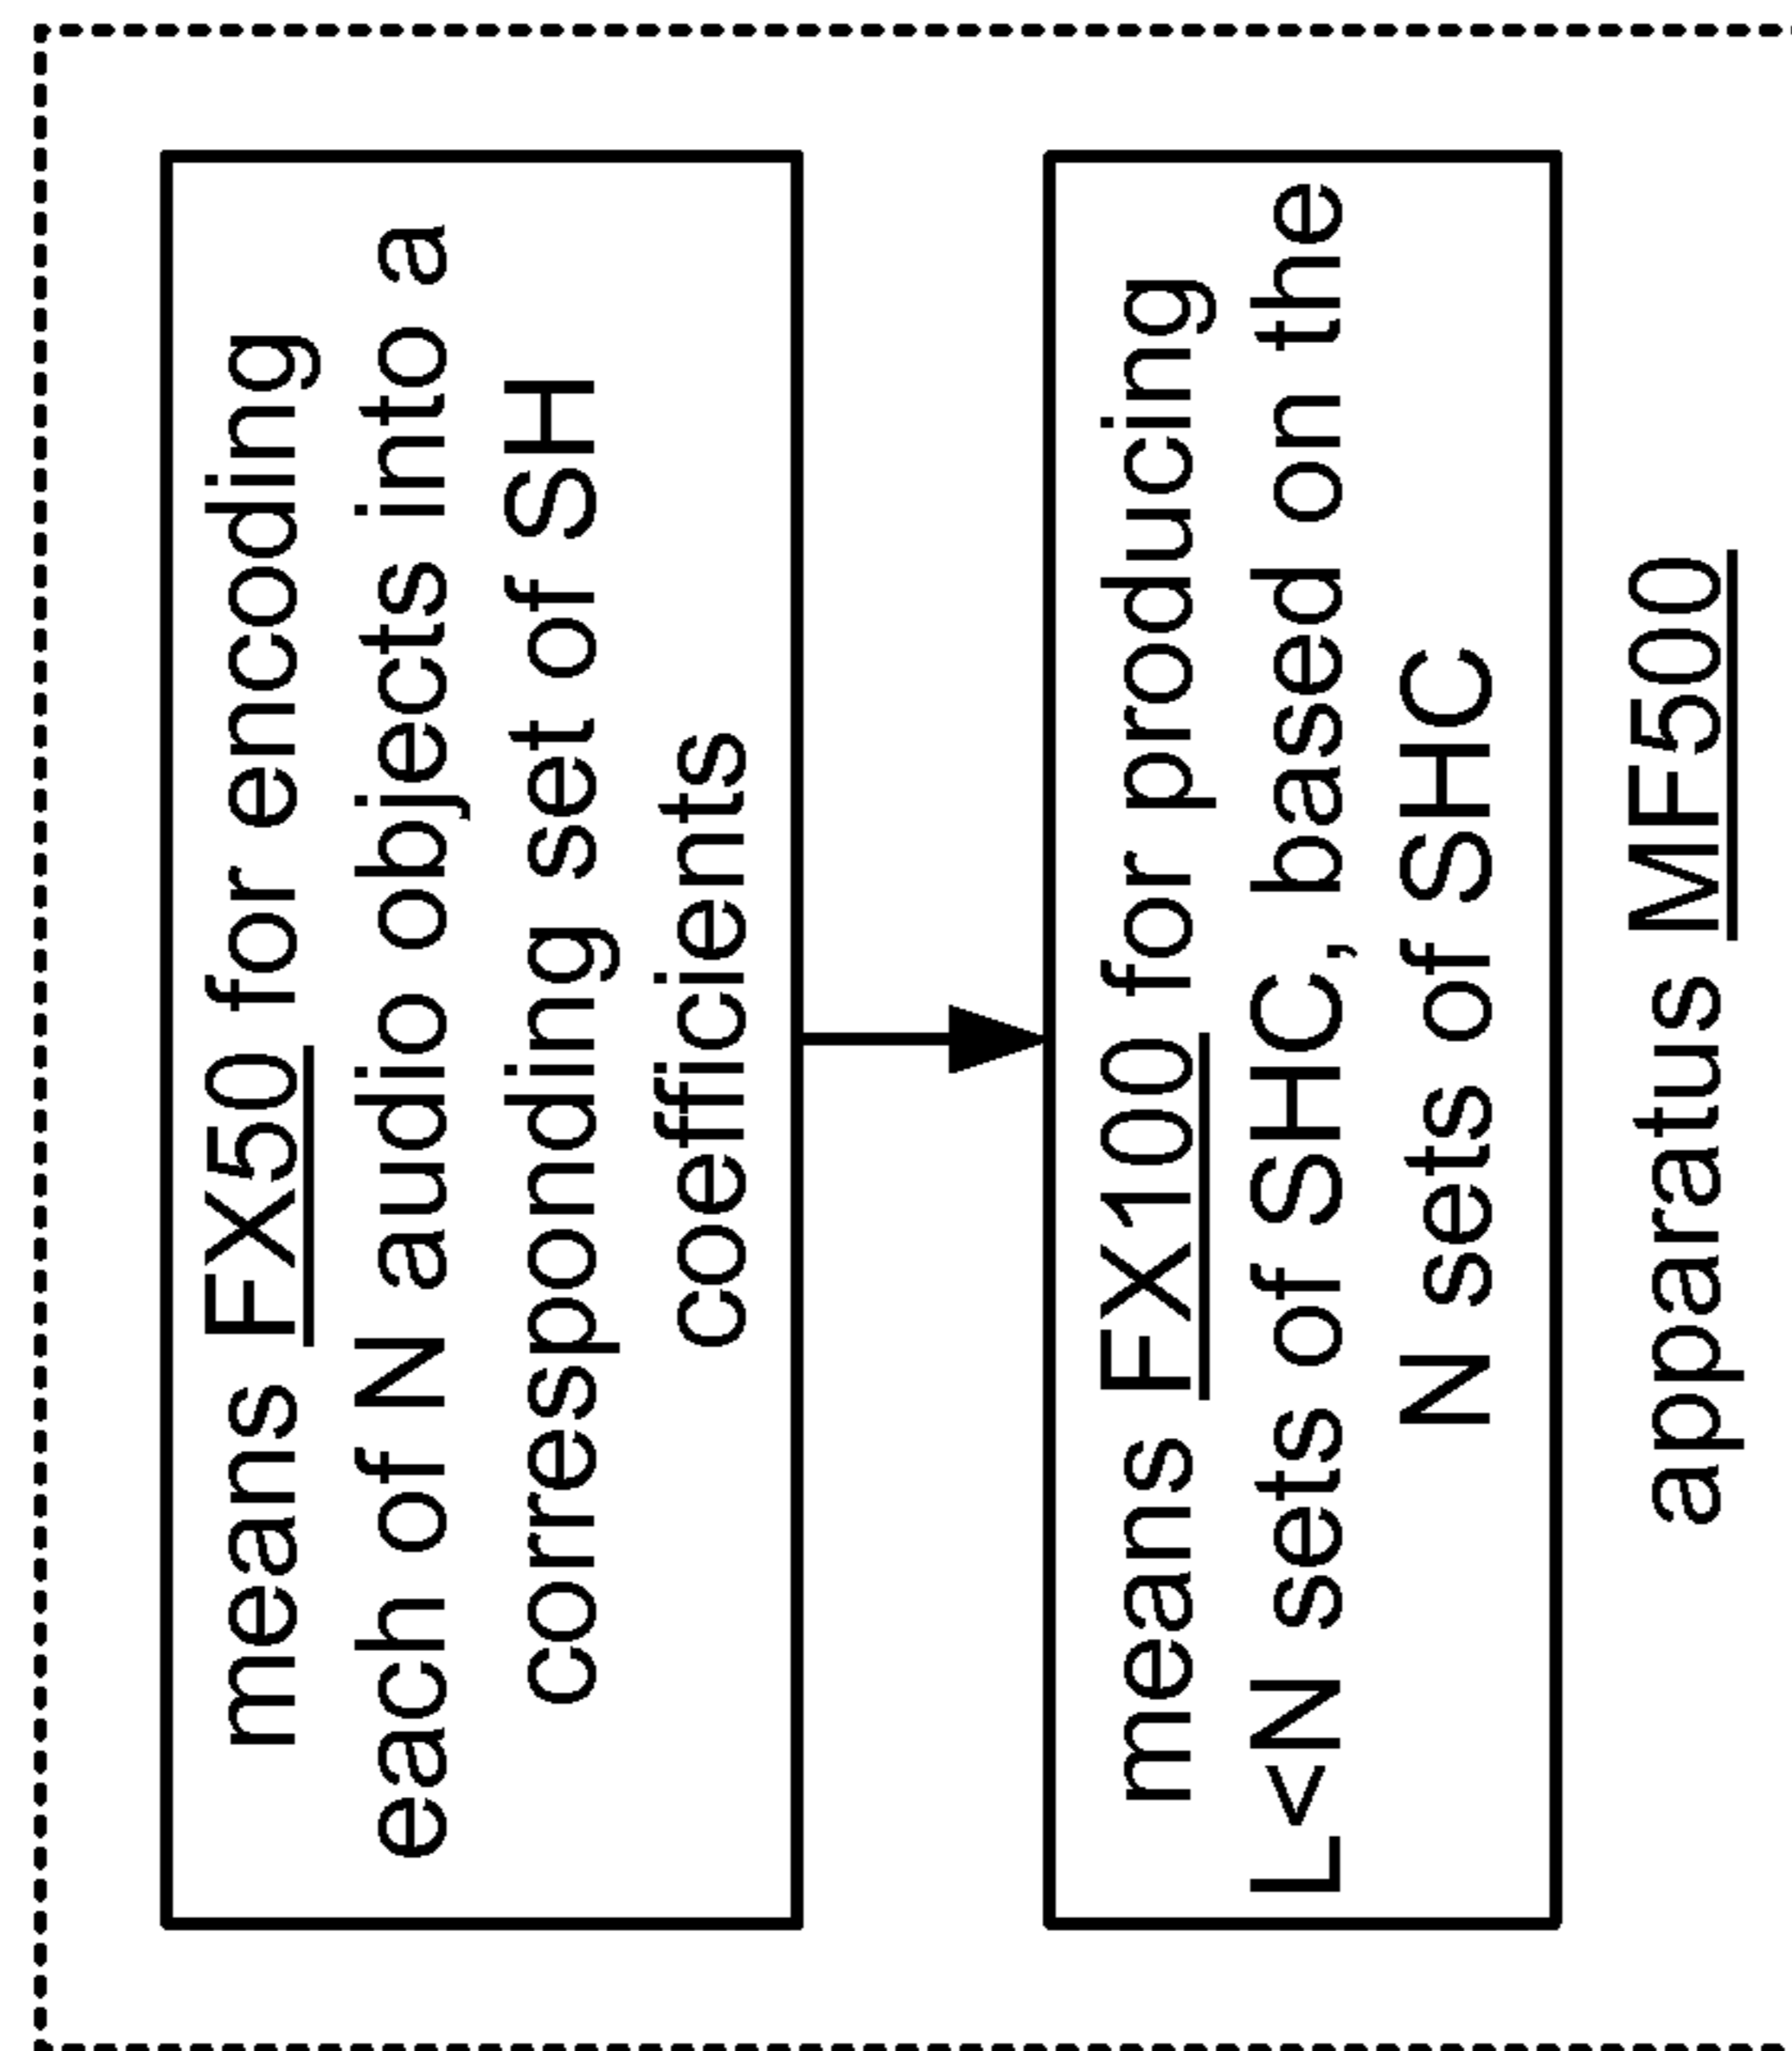 means FX50 for encoding
each of N audio objects into a
corresponding set of SH
coefficients
means FX100 for producing
L<N sets of SHC, based on the
N sets of SHC
apparatus MF500